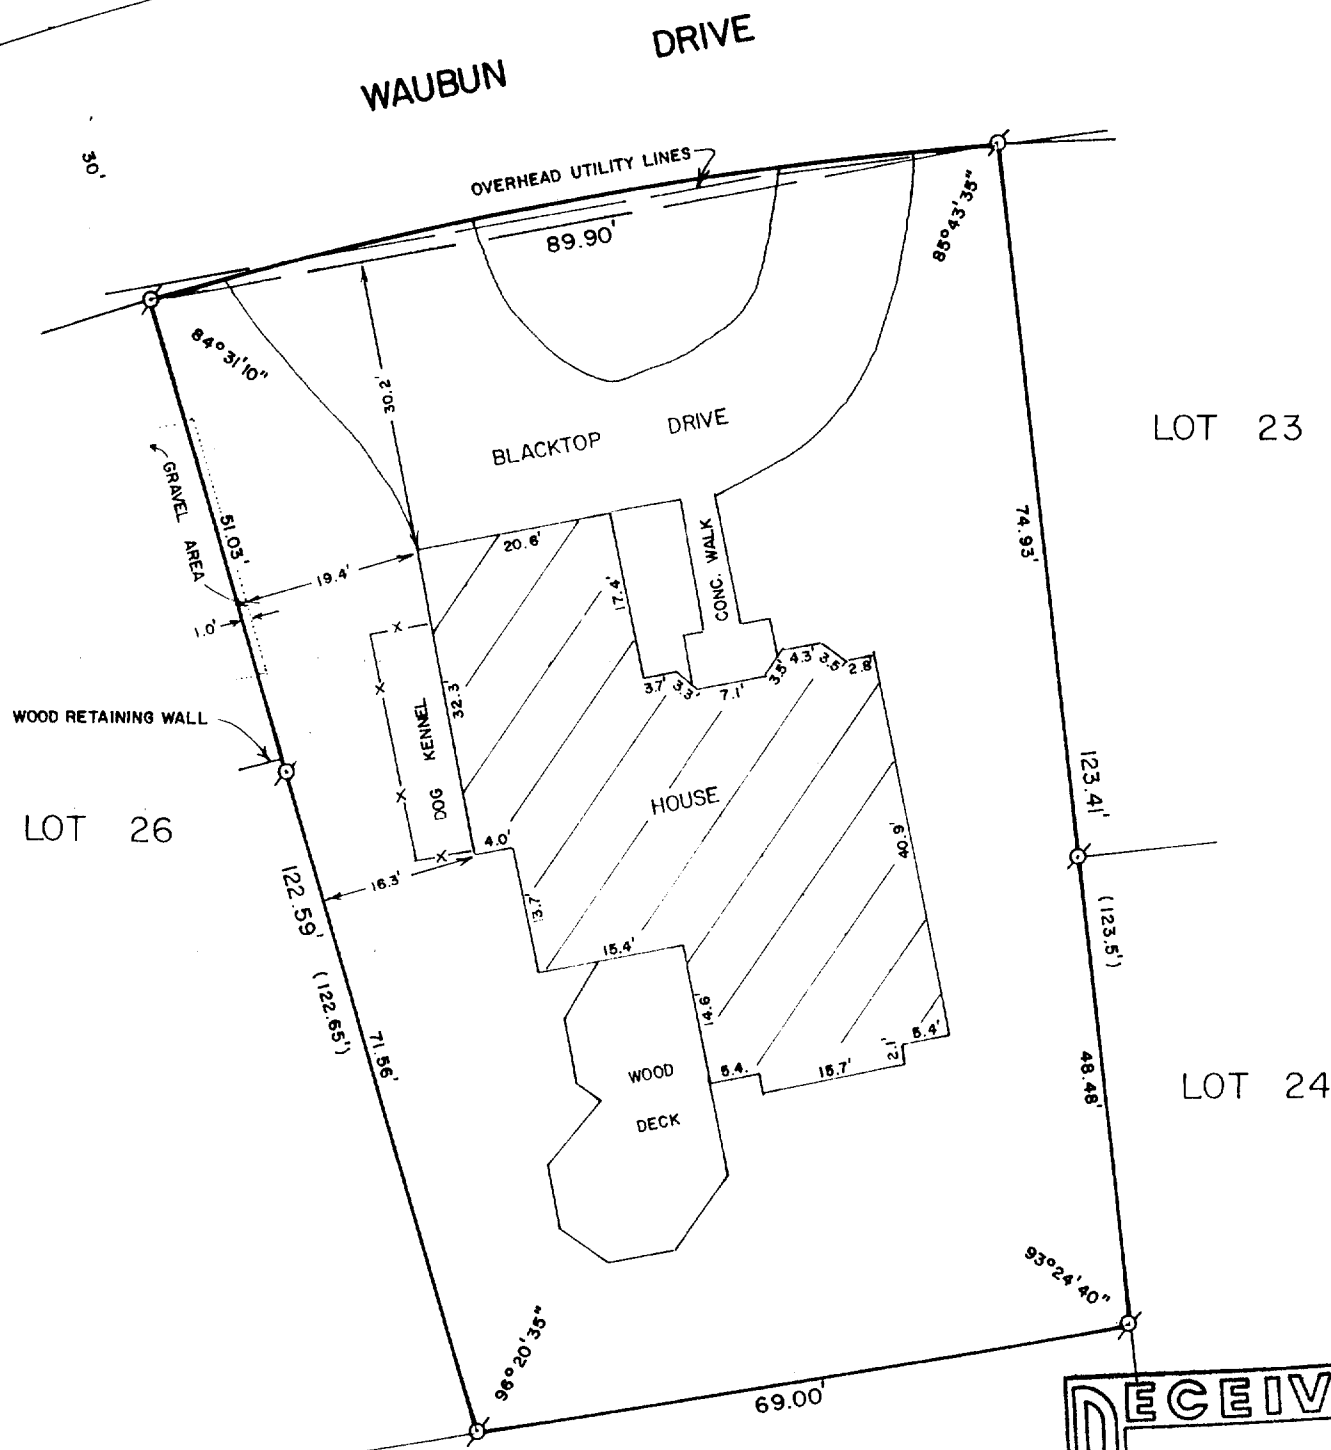 WAUBUN DRIVE
30'
OVERHEAD UTILITY LINES
89.90'
85°43'35"
84°31'10"
30.2'
BLACKTOP DRIVE
LOT 23
GRAVEL AREA
51.03'
74.93'
20.6'
19.4'
17.4'
CONC. WALK
1.0'
3.7'
3.3'
7.1'
3.5'
4.3'
3.5'
2.8'
32.3'
DOG KENNEL
WOOD RETAINING WALL
HOUSE
123.41'
LOT 26
4.0'
40.9'
16.3'
122.59'
(122.65')
13.7'
15.4'
(123.5')
14.6'
71.56'
WOOD
DECK
5.4'
15.7'
2.1'
5.4'
48.48'
LOT 24
93°24'40"
96°20'35"
69.00'
RECEIV